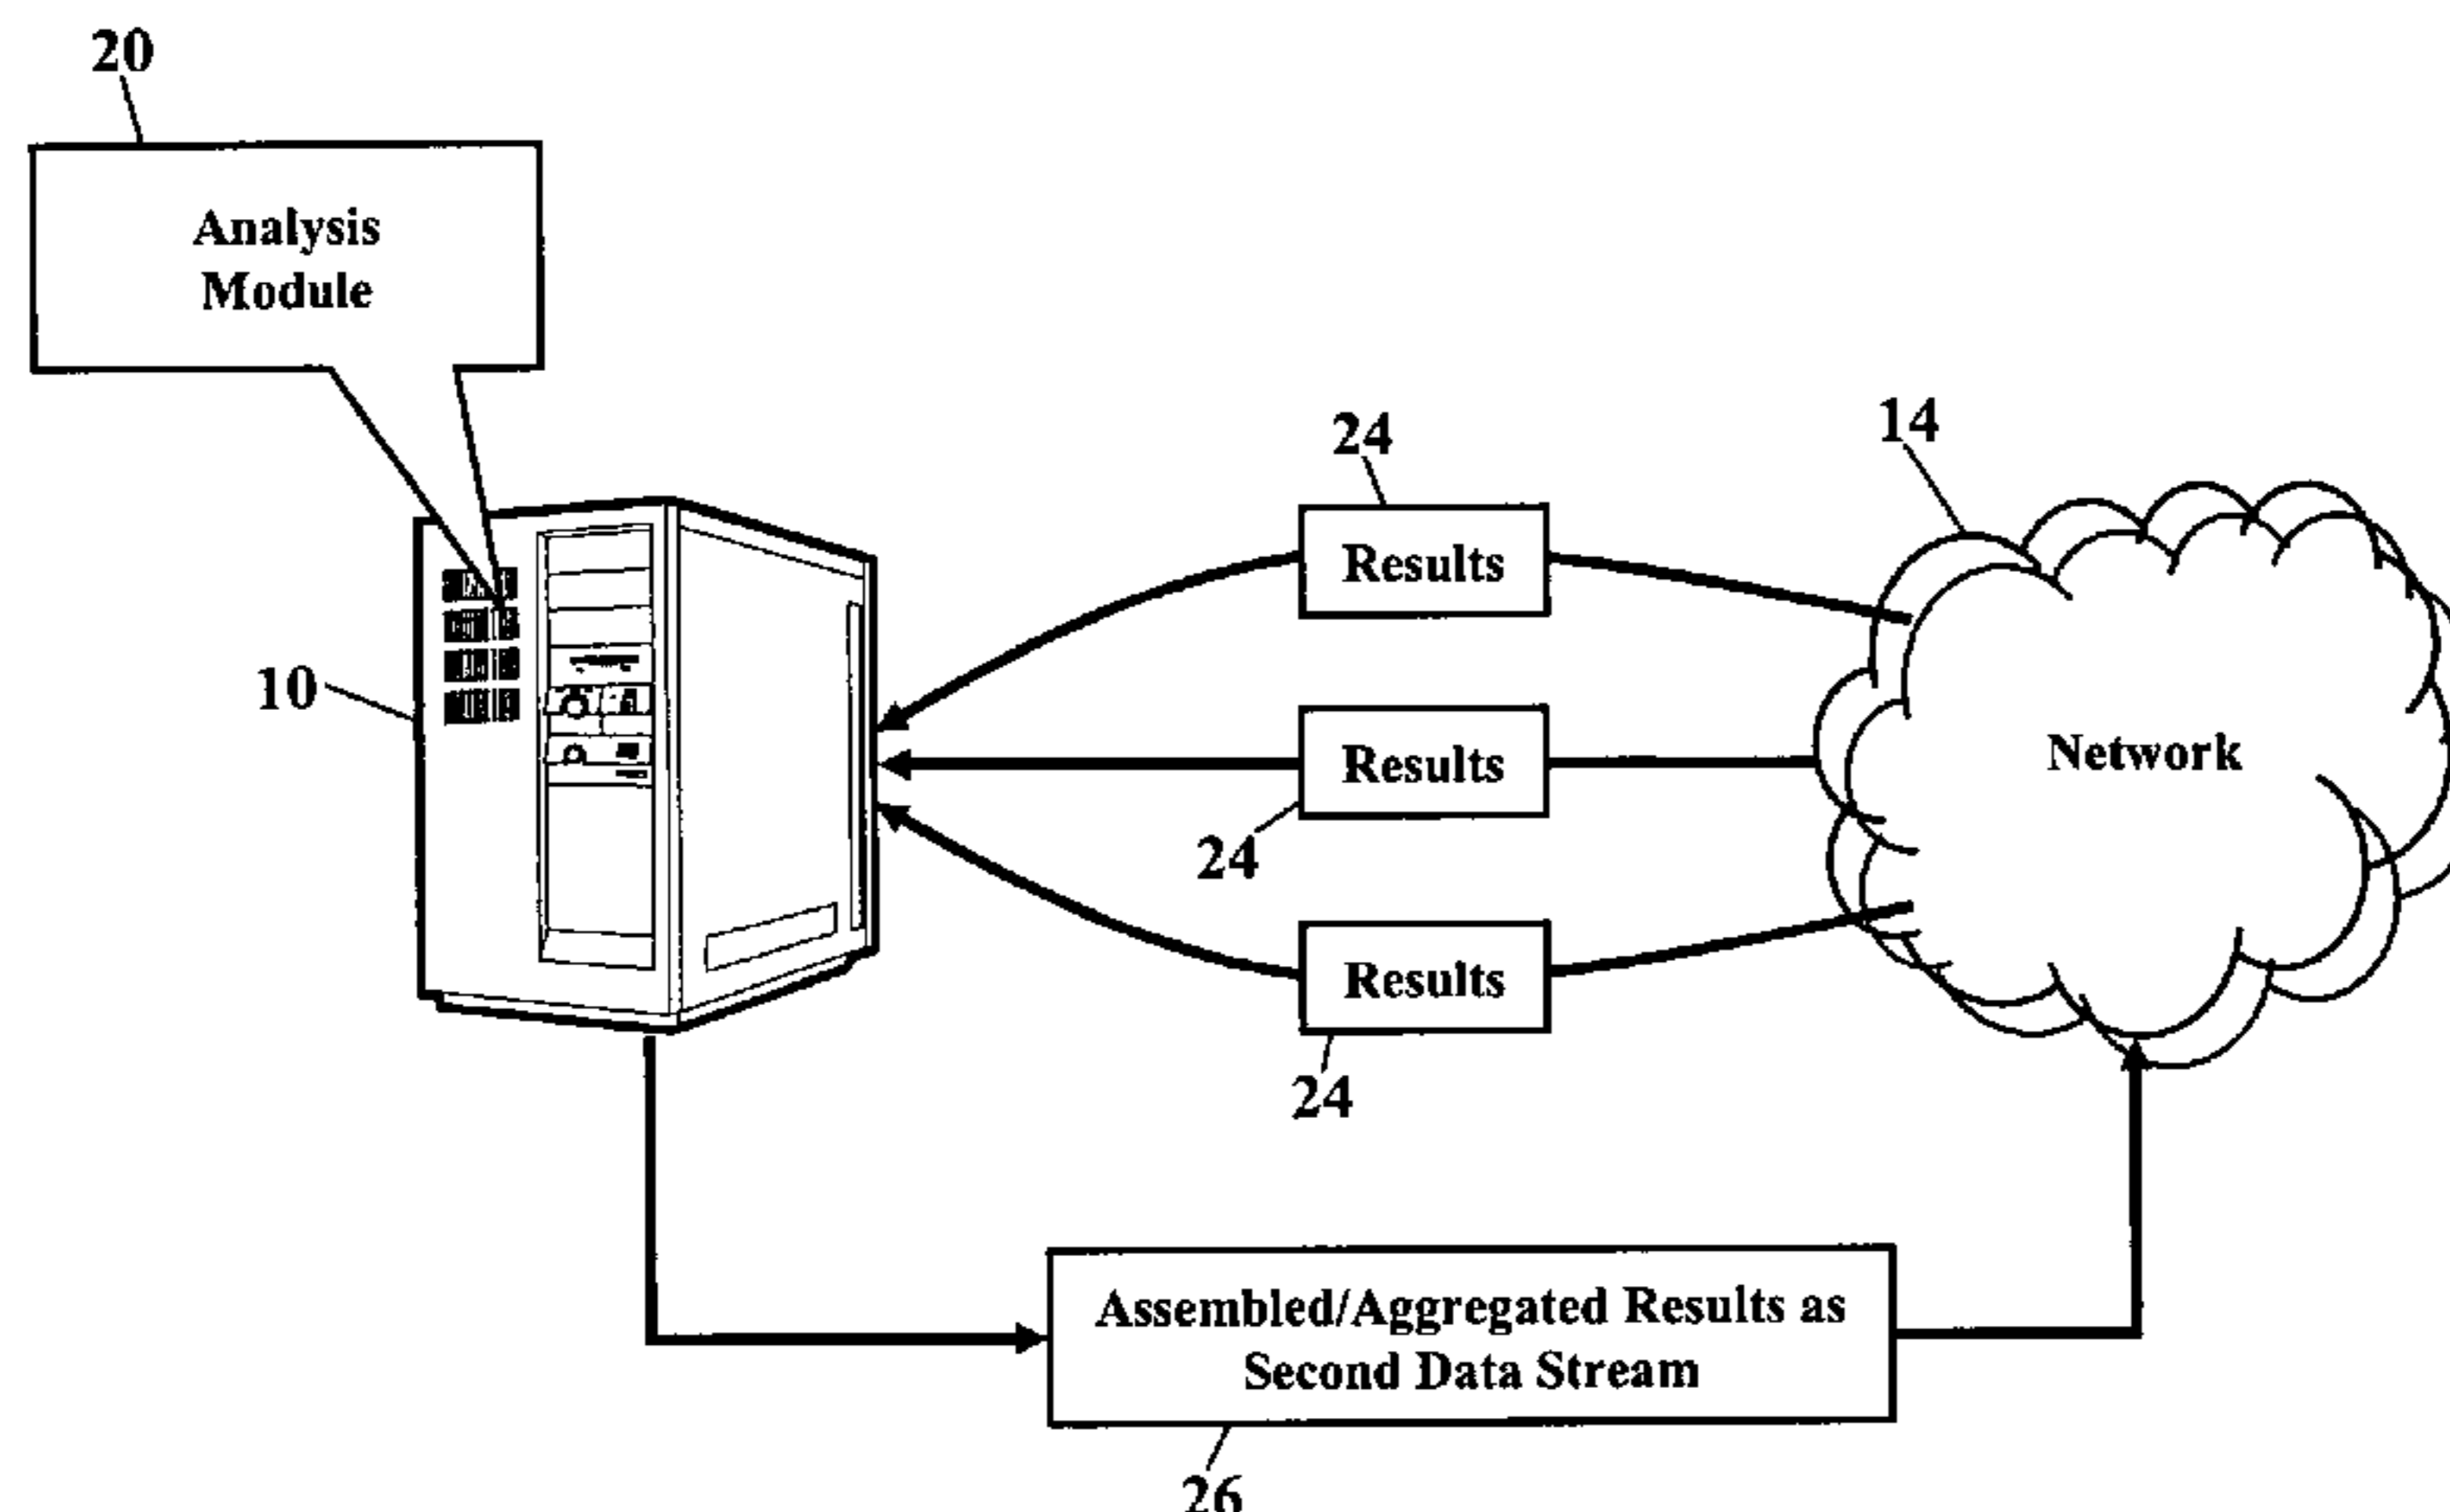 20
Analysis
Module
24
14
Results
10
Results
Network
24
Results
24
Assembled/Aggregated Results as
Second Data Stream
26